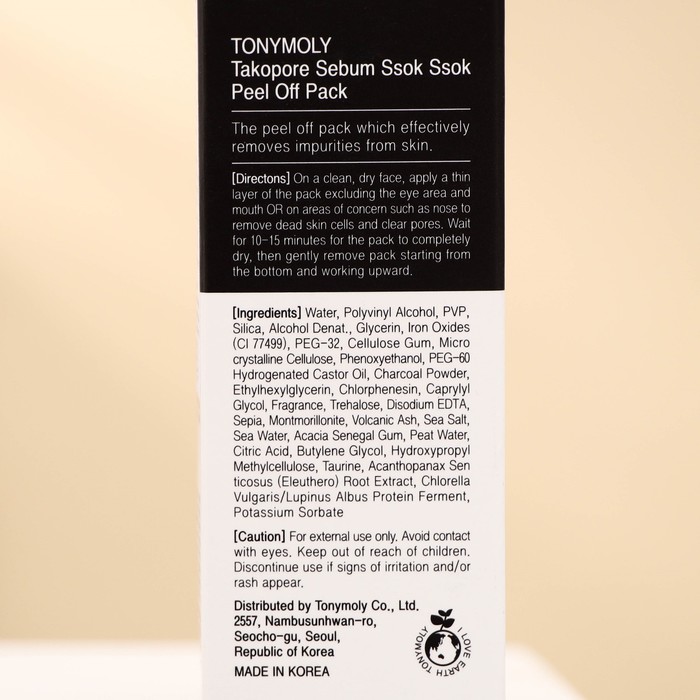 TONYMOLY
Takopore Sebum Ssok Ssok
Peel Off Pack
The peel off pack which effectively
removes impurities from skin.
[Directons] On a clean, dry face, apply a thin
layer of the pack excluding the eye area and
mouth OR on areas of concern such as nose to
remove dead skin cells and clear pores. Wait
for 10-15 minutes for the pack to completely
dry, then gently remove pack starting from
the bottom and working upward.
[Ingredients] Water, Polyvinyl Alcohol, PVP,
Silica, Alcohol Denat., Glycerin, Iron Oxides
(CI 77499), PEG-32, Cellulose Gum, Micro
crystalline Cellulose, Phenoxyethanol, PEG-60
Hydrogenated Castor Oil, Charcoal Powder,
Ethylhexylglycerin, Chlorphenesin, Caprylyl
Glycol, Fragrance, Trehalose, Disodium EDTA,
Sepia, Montmorillonite, Volcanic Ash, Sea Salt,
Sea Water, Acacia Senegal Gum, Peat Water,
Citric Acid, Butylene Glycol, Hydroxypropyl
Methylcellulose, Taurine, Acanthopanax Sen
ticosus (Eleuthero) Root Extract, Chlorella
Vulgaris/Lupinus Albus Protein Ferment,
Potassium Sorbate
[Caution] For external use only. Avoid contact
with eyes. Keep out of reach of children.
Discontinue use if signs of irritation and/or
rash appear.
Distributed by Tonymoly Co., Ltd.
2557, Nambusunhwan-ro,
Seocho-gu, Seoul,
Republic of Korea
MADE IN KOREA
I LOVE EARTH TONYMOLY